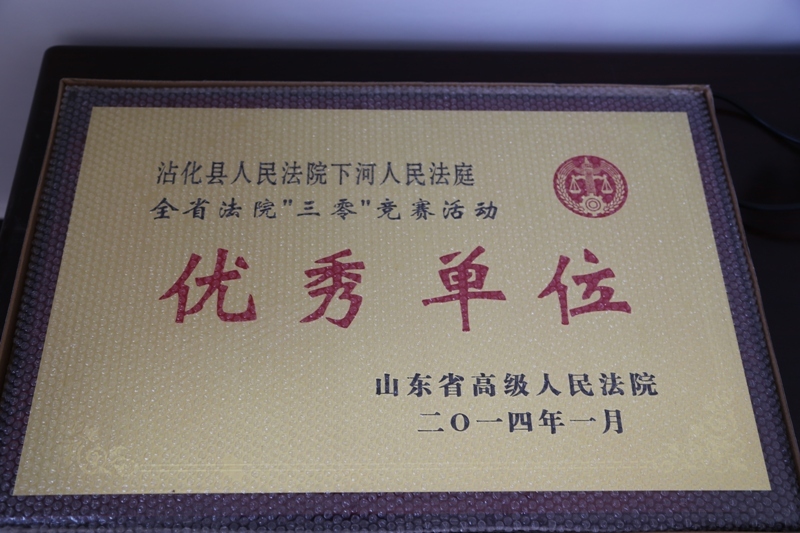 沾化县人民法院下河人民法庭
全省法院"三零"竞赛活动
优秀单位
山东省高级人民法院
二O一四年一月